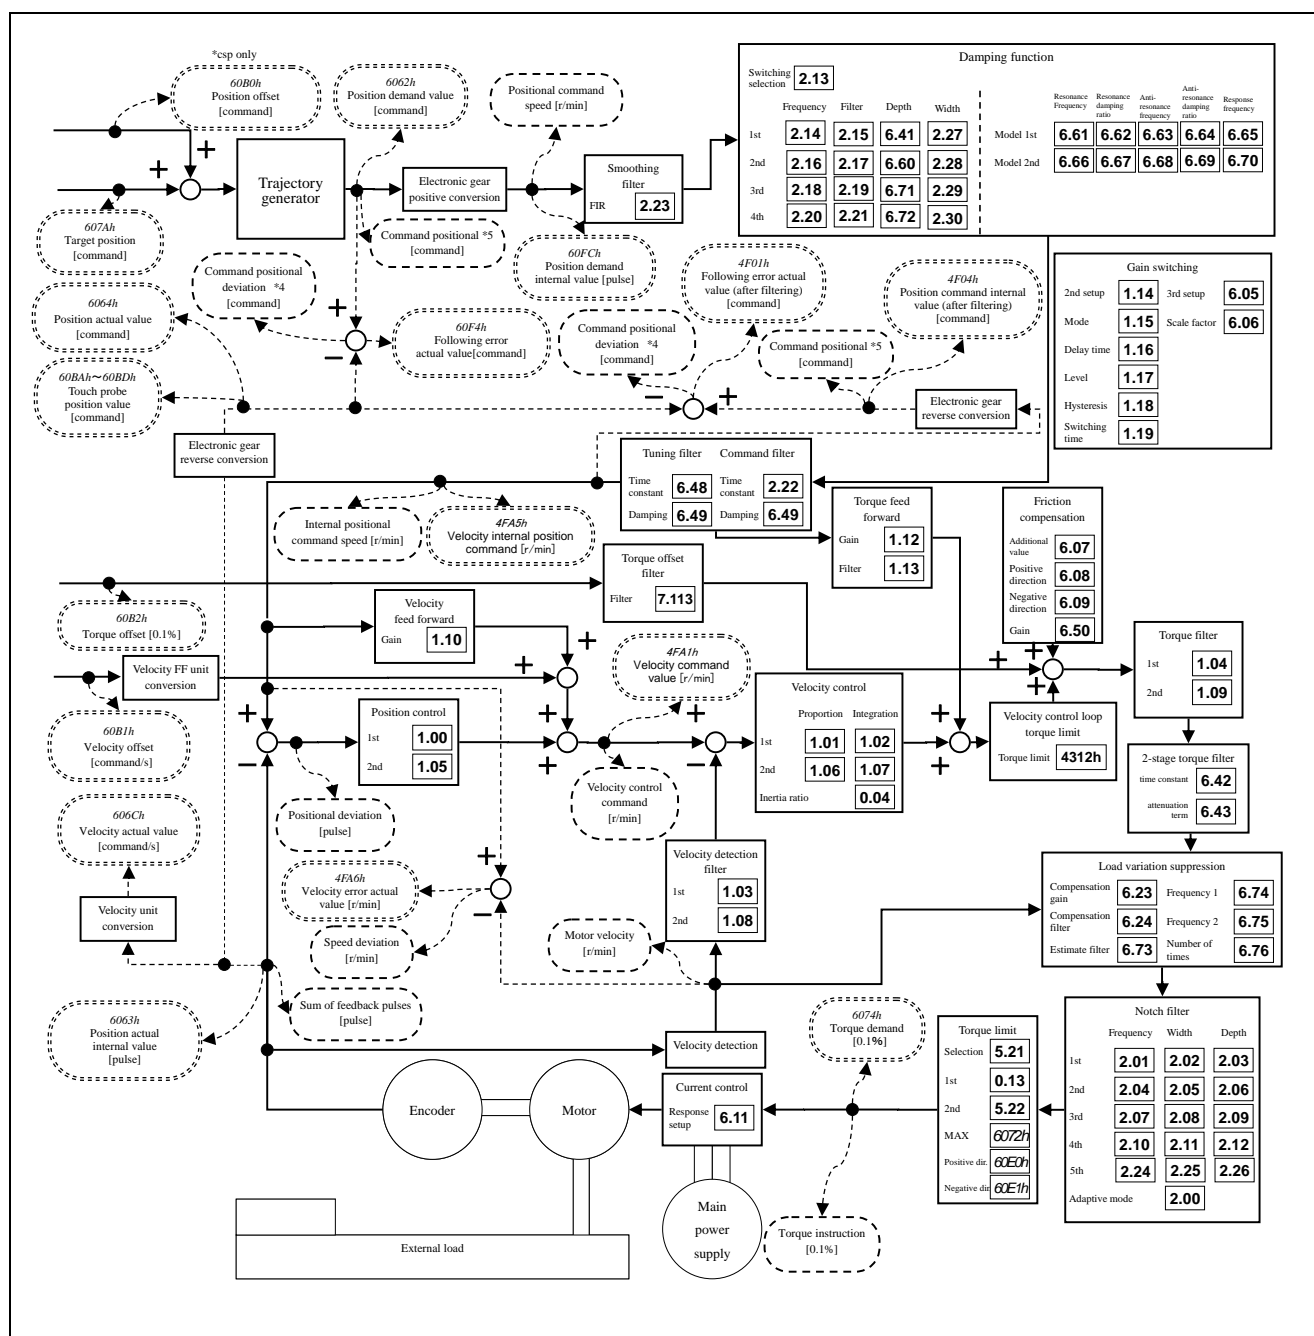 *csp only
60B0h
Position offset
[command]
6062h
Position demand value
[command]
Positional command
speed [r/min]
Damping function
Switching
selection
2.13
Frequency Filter Depth Width
1st 2.14 2.15 6.41 2.27
2nd 2.16 2.17 6.60 2.28
3rd 2.18 2.19 6.71 2.29
4th 2.20 2.21 6.72 2.30
Resonance
Frequency
Resonance
damping
ratio
Anti-
resonance
frequency
Anti-
resonance
damping
ratio
Response
frequency
Model 1st 6.61 6.62 6.63 6.64 6.65
Model 2nd 6.66 6.67 6.68 6.69 6.70
+
+
Trajectory
generator
Electronic gear
positive conversion
Smoothing
filter
FIR 2.23
607Ah
Target position
[command]
Command positional *5
[command]
60FCh
Position demand
internal value [pulse]
Command positional
deviation *4
[command]
4F01h
Following error actual
value (after filtering)
[command]
4F04h
Position command internal
value (after filtering)
[command]
Gain switching
2nd setup 1.14 3rd setup 6.05
Mode 1.15 Scale factor 6.06
Delay time 1.16
Level 1.17
Hysteresis 1.18
Switching
time
1.19
6064h
Position actual value
[command]
+
−
60F4h
Following error
actual value[command]
Command positional
deviation *4
[command]
Command positional *5
[command]
60BAh～60BDh
Touch probe
position value
[command]
−
+
Electronic gear
reverse conversion
Electronic gear
reverse conversion
Tuning filter Command filter
Time
constant
6.48
Time
constant
2.22
Damping 6.49 Damping 6.49
Internal positional
command speed [r/min]
4FA5h
Velocity internal position
command [r/min]
Torque feed
forward
Gain 1.12
Filter 1.13
Friction
compensation
Additional
value
6.07
Positive
direction
6.08
Negative
direction
6.09
Gain 6.50
Torque offset
filter
Filter 7.113
60B2h
Torque offset [0.1%]
Velocity
feed forward
Gain 1.10
+
+
4FA1h
Velocity command
value [r/min]
+
+
+
Torque filter
1st 1.04
2nd 1.09
Velocity FF unit
conversion
60B1h
Velocity offset
[command/s]
+
−
Position control
1st 1.00
2nd 1.05
+
+
+
−
Velocity control
Proportion Integration
1st 1.01 1.02
2nd 1.06 1.07
Inertia ratio 0.04
+
+
Velocity control loop
torque limit
Torque limit 4312h
2-stage torque filter
time constant 6.42
attenuation
term
6.43
Positional deviation
[pulse]
Velocity control
command
[r/min]
606Ch
Velocity actual value
[command/s]
Velocity unit
conversion
4FA6h
Velocity error actual
value [r/min]
+
−
Speed deviation
[r/min]
Velocity detection
filter
1st 1.03
2nd 1.08
Motor velocity
[r/min]
Load variation suppression
Compensation
gain
6.23
Frequency 1 6.74
Compensation
filter
6.24
Frequency 2 6.75
Estimate filter 6.73
Number of
times
6.76
Sum of feedback pulses
[pulse]
6063h
Position actual
internal value
[pulse]
Velocity detection
6074h
Torque demand
[0.1%]
Torque limit
Selection 5.21
1st 0.13
2nd 5.22
MAX 6072h
Positive dir. 60E0h
Negative dir 60E1h
Notch filter
Frequency Width Depth
1st 2.01 2.02 2.03
2nd 2.04 2.05 2.06
3rd 2.07 2.08 2.09
4th 2.10 2.11 2.12
5th 2.24 2.25 2.26
Adaptive mode 2.00
Encoder
Motor
Current control
Response
setup
6.11
Main
power
supply
Torque instruction
[0.1%]
External load